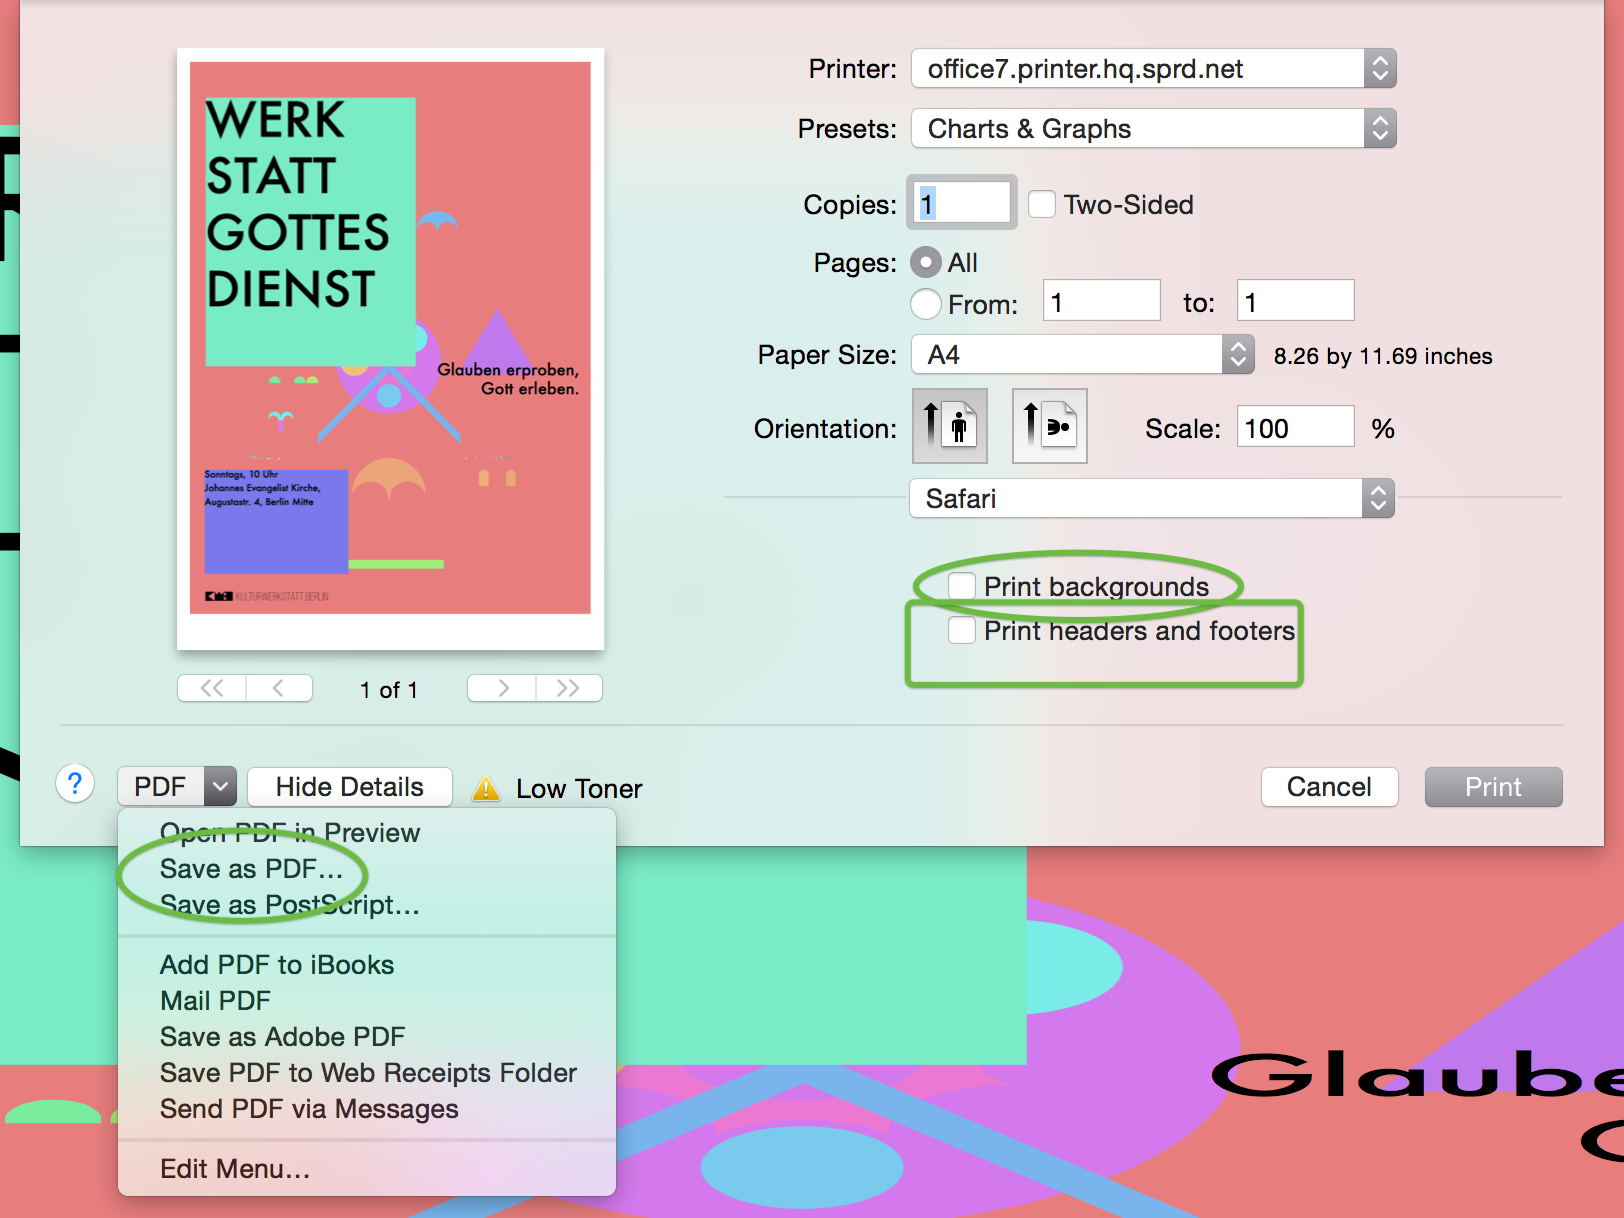 WERK
STATT
GOTTES
DIENST
Glauben erproben,
Gott erleben.
Sonntags, 10 Uhr
Johannes Evangelist Kirche,
Auguststr. 4, Berlin Mitte
KULTURWERKSTATT BERLIN
1 of 1
Printer: office7.printer.hq.sprd.net
Presets: Charts & Graphs
Copies: 1 Two-Sided
Pages: All
From: 1 to: 1
Paper Size: A4 8.26 by 11.69 inches
Orientation: Scale: 100 %
Safari
Print backgrounds
Print headers and footers
? PDF Hide Details Low Toner Cancel Print
Open PDF in Preview
Save as PDF...
Save as PostScript...
Add PDF to iBooks
Mail PDF
Save as Adobe PDF
Save PDF to Web Receipts Folder
Send PDF via Messages
Edit Menu...
Glaube